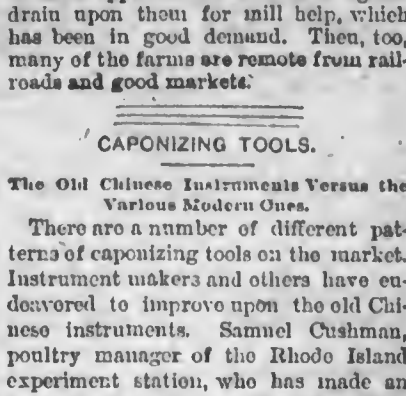 drain upon them for mill help, which
has been in good demand. Then, too,
many of the farms are remote from rail-
roads and good markets.
CAPONIZING TOOLS.
The Old Chinese Instruments Versus the
Various Modern Ones.
There are a number of different pat-
terns of caponizing tools on the market.
Instrument makers and others have en-
deavored to improve upon the old Chi-
nese instruments. Samuel Cushman,
poultry manager of the Rhode Island
experiment station, who has made an